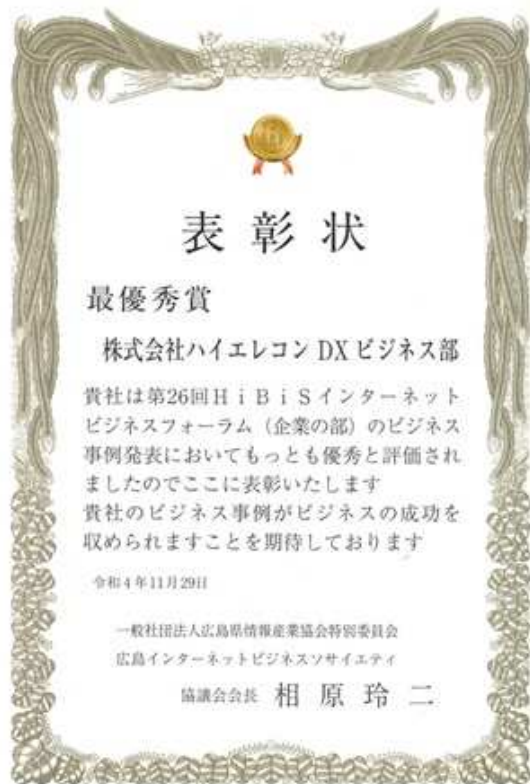 表彰状
最優秀賞
株式会社ハイエレコン DX ビジネス部
貴社は第26回ＨｉＢｉＳインターネット
ビジネスフォーラム（企業の部）のビジネス
事例発表においてもっとも優秀と評価され
ましたのでここに表彰いたします
貴社のビジネス事例がビジネスの成功を
収められますことを期待しております
令和４年11月29日
一般社団法人広島県情報産業協会特別委員会
広島インターネットビジネスソサイエティ
協議会会長 相原玲二